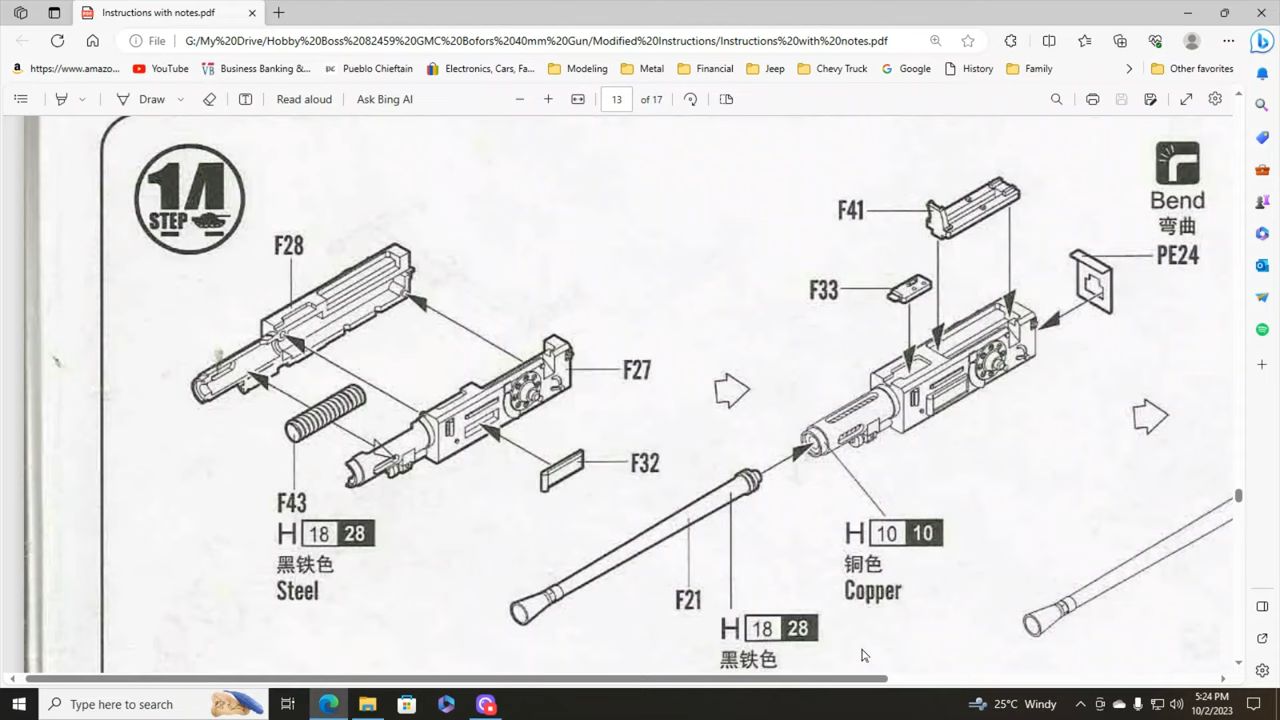 Instructions with notes.pdf
File
G:/My%20Drive/Hobby%20Boss%2082459%20GMC%20Bofors%2040mm%20Gun/Modified%20Instructions/Instructions%20with%20notes.pdf
https://www.amazo...
YouTube
VB
Business Banking &...
pc
Pueblo Chieftain
Electronics, Cars, Fa...
Modeling
Metal
Financial
Jeep
Chevy Truck
Google
History
Family
Other favorites
Draw
Read aloud
Ask Bing AI
13
of 17
14
STEP
F28
F27
F32
F43
H 18 28
黑铁色
Steel
F41
F33
Bend
弯曲
PE24
F21
H 18 28
黑铁色
H 10 10
铜色
Copper
Type here to search
25°C Windy
5:24 PM
10/2/2023